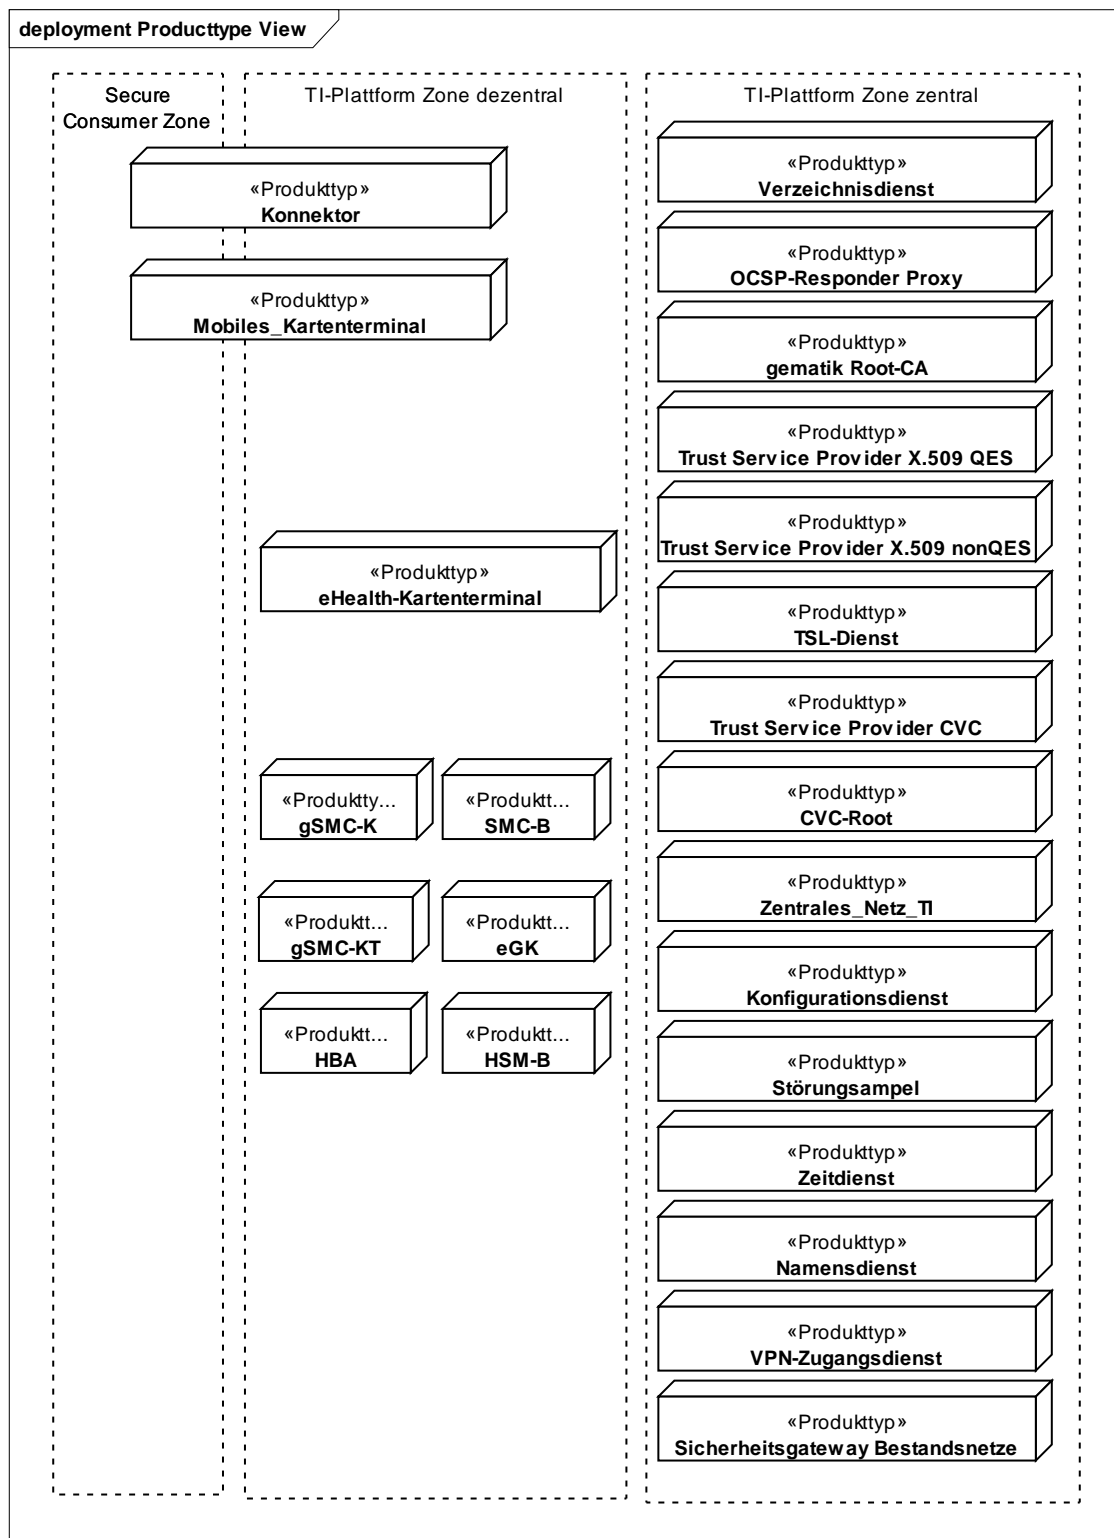 deployment Producttype View
Secure
Consumer Zone
TI-Plattform Zone dezentral
TI-Plattform Zone zentral
«Produkttyp»
Konnektor
«Produkttyp»
Mobiles_Kartenterminal
«Produkttyp»
eHealth-Kartenterminal
«Produktty...
gSMC-K
«Produktt...
SMC-B
«Produktt...
gSMC-KT
«Produktt...
eGK
«Produktt...
HBA
«Produktt...
HSM-B
«Produkttyp»
Verzeichnisdienst
«Produkttyp»
OCSP-Responder Proxy
«Produkttyp»
gematik Root-CA
«Produkttyp»
Trust Service Provider X.509 QES
«Produkttyp»
Trust Service Provider X.509 nonQES
«Produkttyp»
TSL-Dienst
«Produkttyp»
Trust Service Provider CVC
«Produkttyp»
CVC-Root
«Produkttyp»
Zentrales_Netz_TI
«Produkttyp»
Konfigurationsdienst
«Produkttyp»
Störungsampel
«Produkttyp»
Zeitdienst
«Produkttyp»
Namensdienst
«Produkttyp»
VPN-Zugangsdienst
«Produkttyp»
Sicherheitsgateway Bestandsnetze